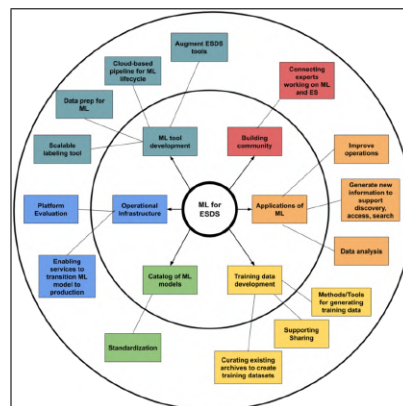 Augment ESDS
tools
Cloud-based
pipeline for ML
lifecycle
Connecting
experts
working on ML
and ES
Data prep for
ML
ML tool
development
Building
community
Improve
operations
Scalable
labeling tool
Generate new
information to
support
discovery,
access, search
Platform
Evaluation
Operational
Infrastructure
ML for
ESDS
Applications of
ML
Data analysis
Enabling
services to
transition ML
model to
production
Catalog of ML
models
Training data
development
Methods/Tools
for generating
training data
Standardization
Supporting
Sharing
Curating existing
archives to create
training datasets